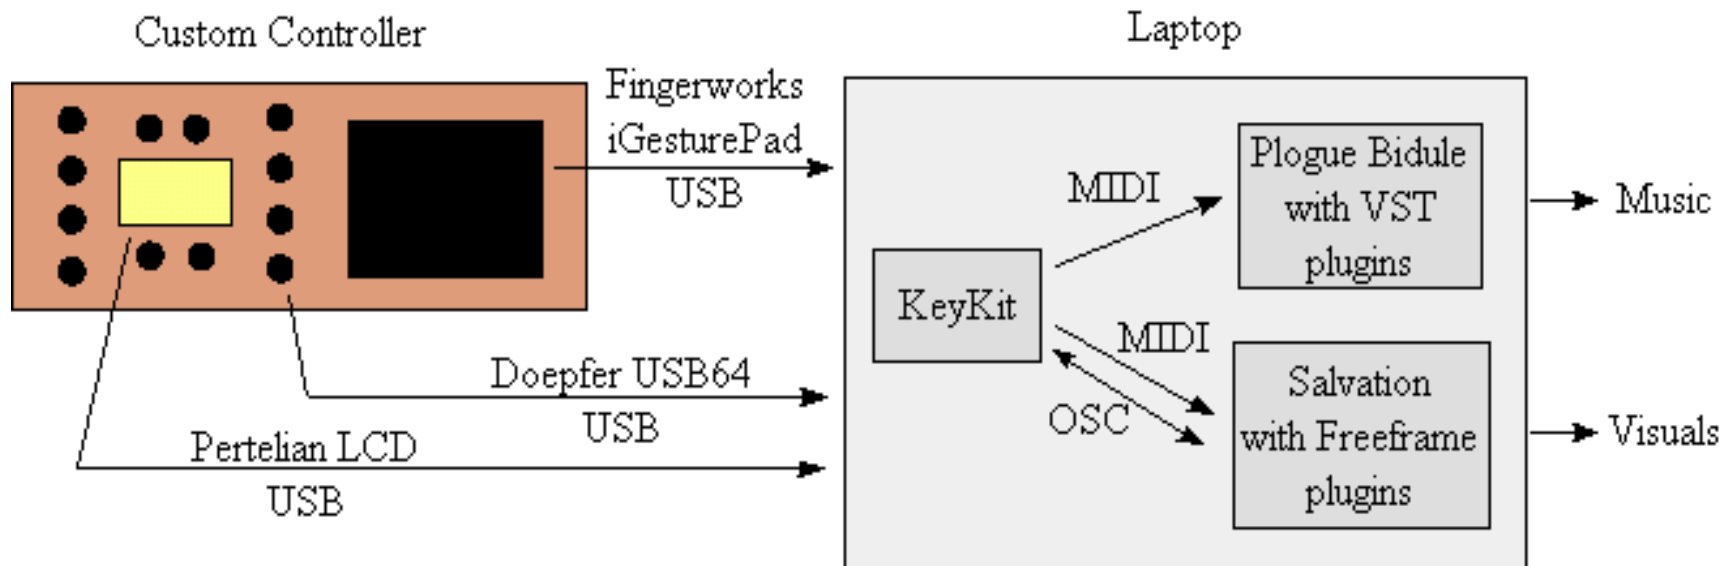 Custom Controller
Laptop
Fingerworks
iGesturePad
USB
Doepfer USB64
USB
Pertelian LCD
USB
KeyKit
MIDI
MIDI
OSC
Plogue Bidule
with VST
plugins
Salvation
with Freeframe
plugins
Music
Visuals